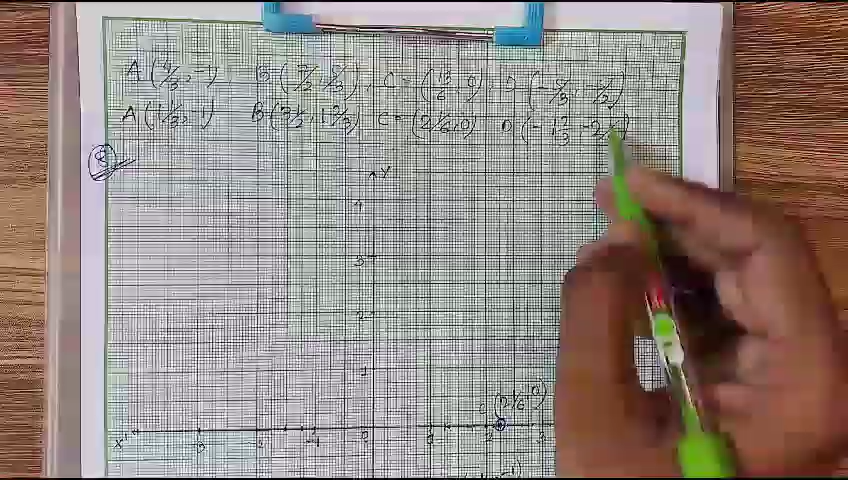 A (4/3, -1) B (7/2, 5/3), C = (13/6, 0), D (-5/3, -5/2)
A (1 1/3, -1) B (3 1/2, 1 2/3) C = (2 1/6, 0) D (-1 2/3, -2 1/2)
Y
4
3
2
1
C (2 1/6, 0)
X' 3 -2 -1 0 1 2 3
-1)